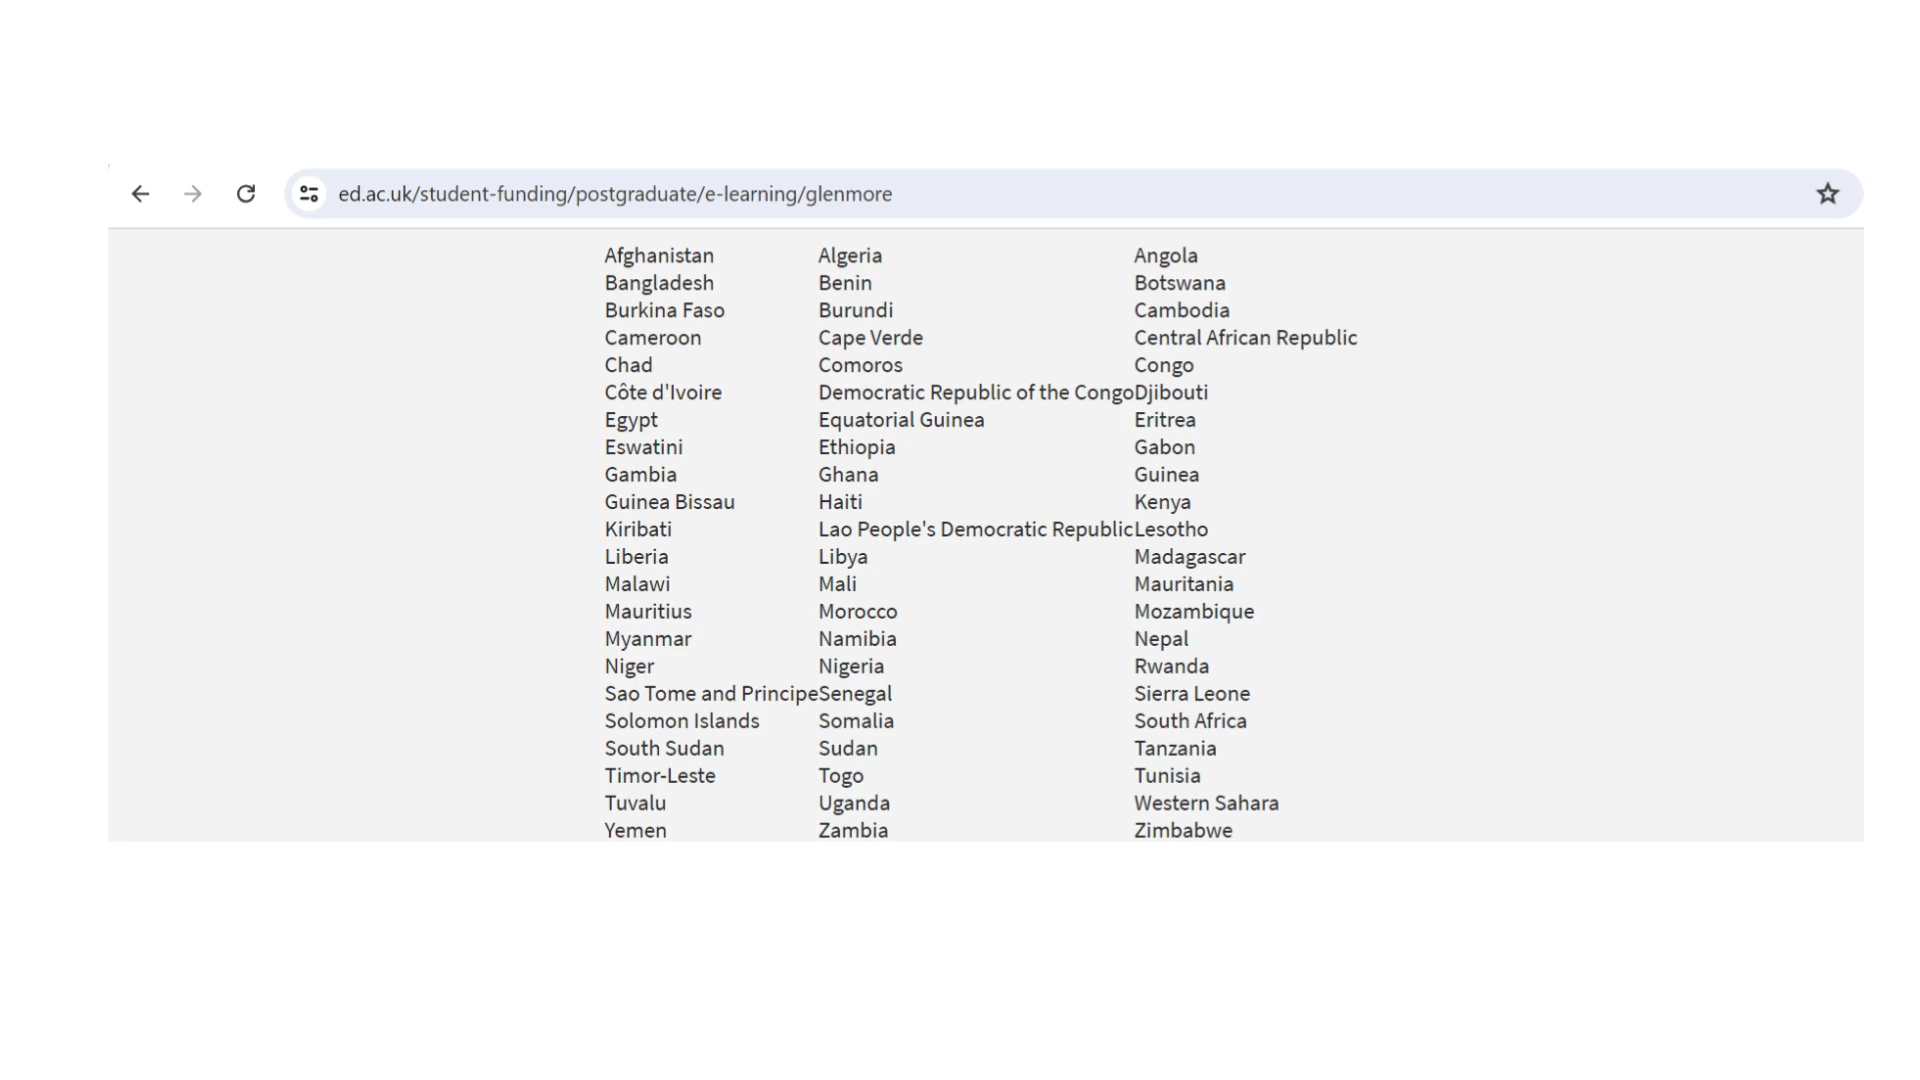 ed.ac.uk/student-funding/postgraduate/e-learning/glenmore
Afghanistan Algeria Angola
Bangladesh Benin Botswana
Burkina Faso Burundi Cambodia
Cameroon Cape Verde Central African Republic
Chad Comoros Congo
Côte d'Ivoire Democratic Republic of the Congo Djibouti
Egypt Equatorial Guinea Eritrea
Eswatini Ethiopia Gabon
Gambia Ghana Guinea
Guinea Bissau Haiti Kenya
Kiribati Lao People's Democratic Republic Lesotho
Liberia Libya Madagascar
Malawi Mali Mauritania
Mauritius Morocco Mozambique
Myanmar Namibia Nepal
Niger Nigeria Rwanda
Sao Tome and Principe Senegal Sierra Leone
Solomon Islands Somalia South Africa
South Sudan Sudan Tanzania
Timor-Leste Togo Tunisia
Tuvalu Uganda Western Sahara
Yemen Zambia Zimbabwe